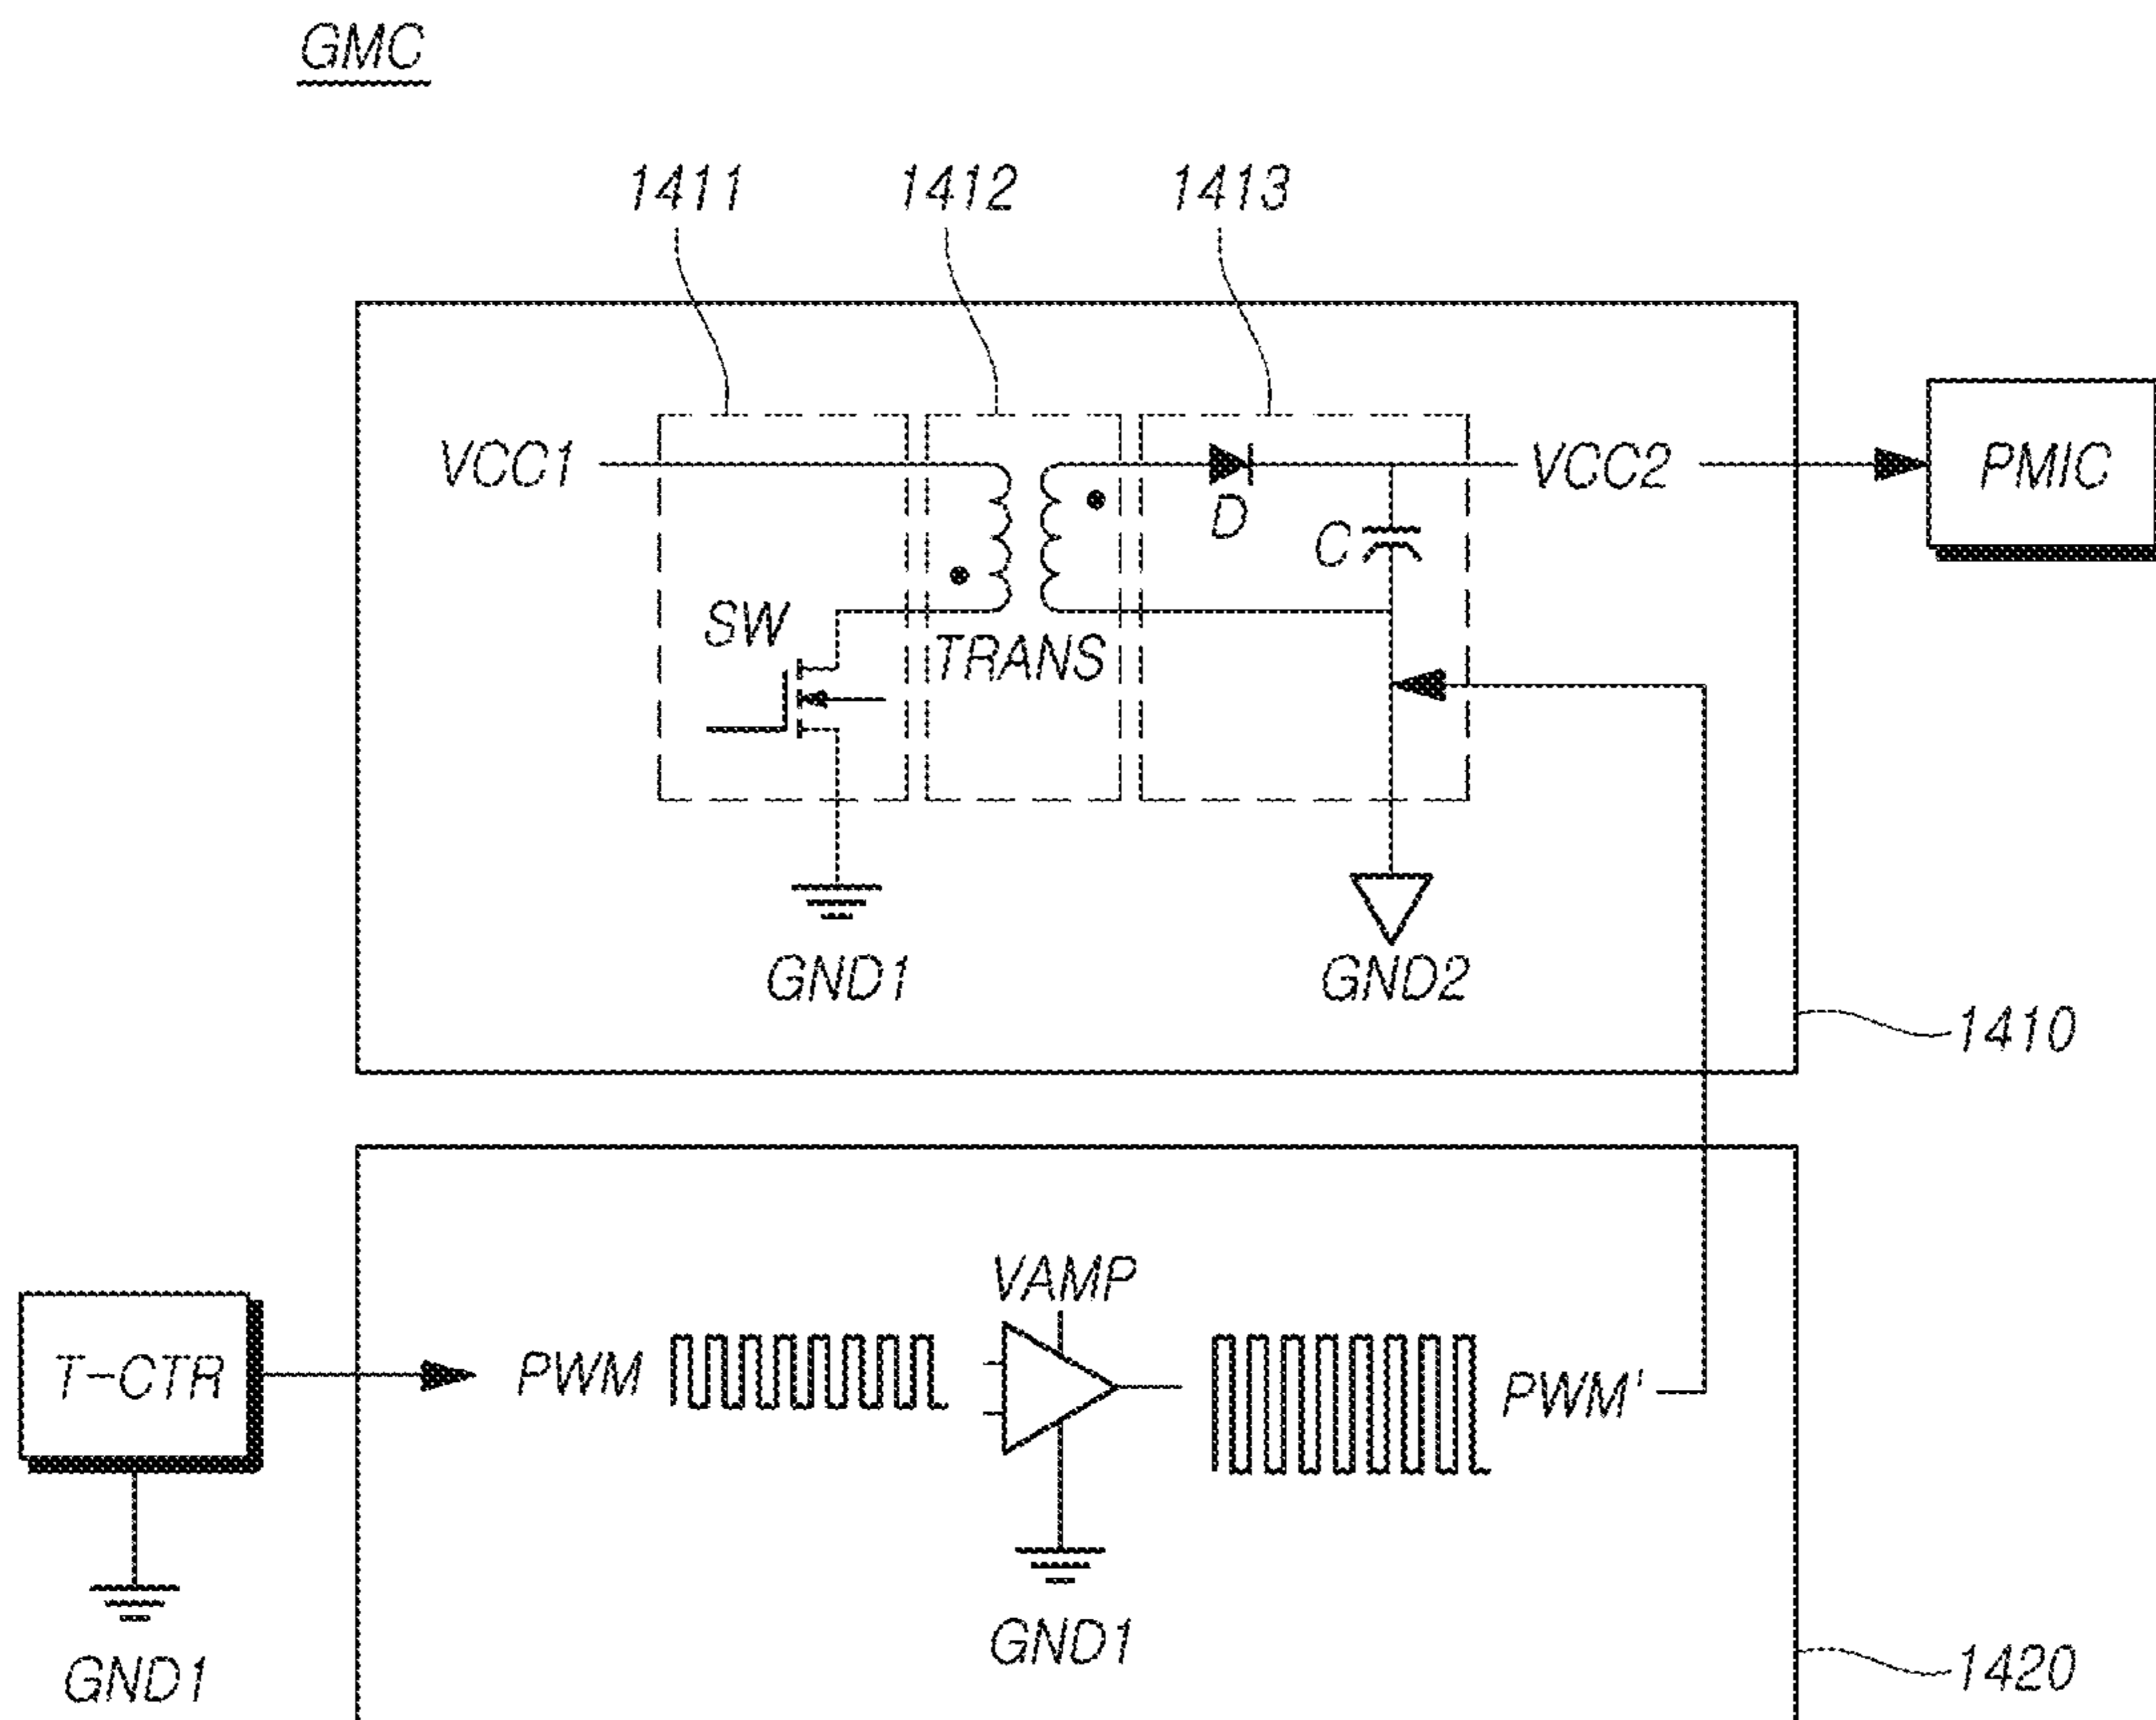 GMC
1411 1412 1413
VCC1 VCC2 PMIC
D
C
SW
TRANS
GND1 GND2
1410
VAMP
T-CTR PWM PWM'
GND1
GND1
1420